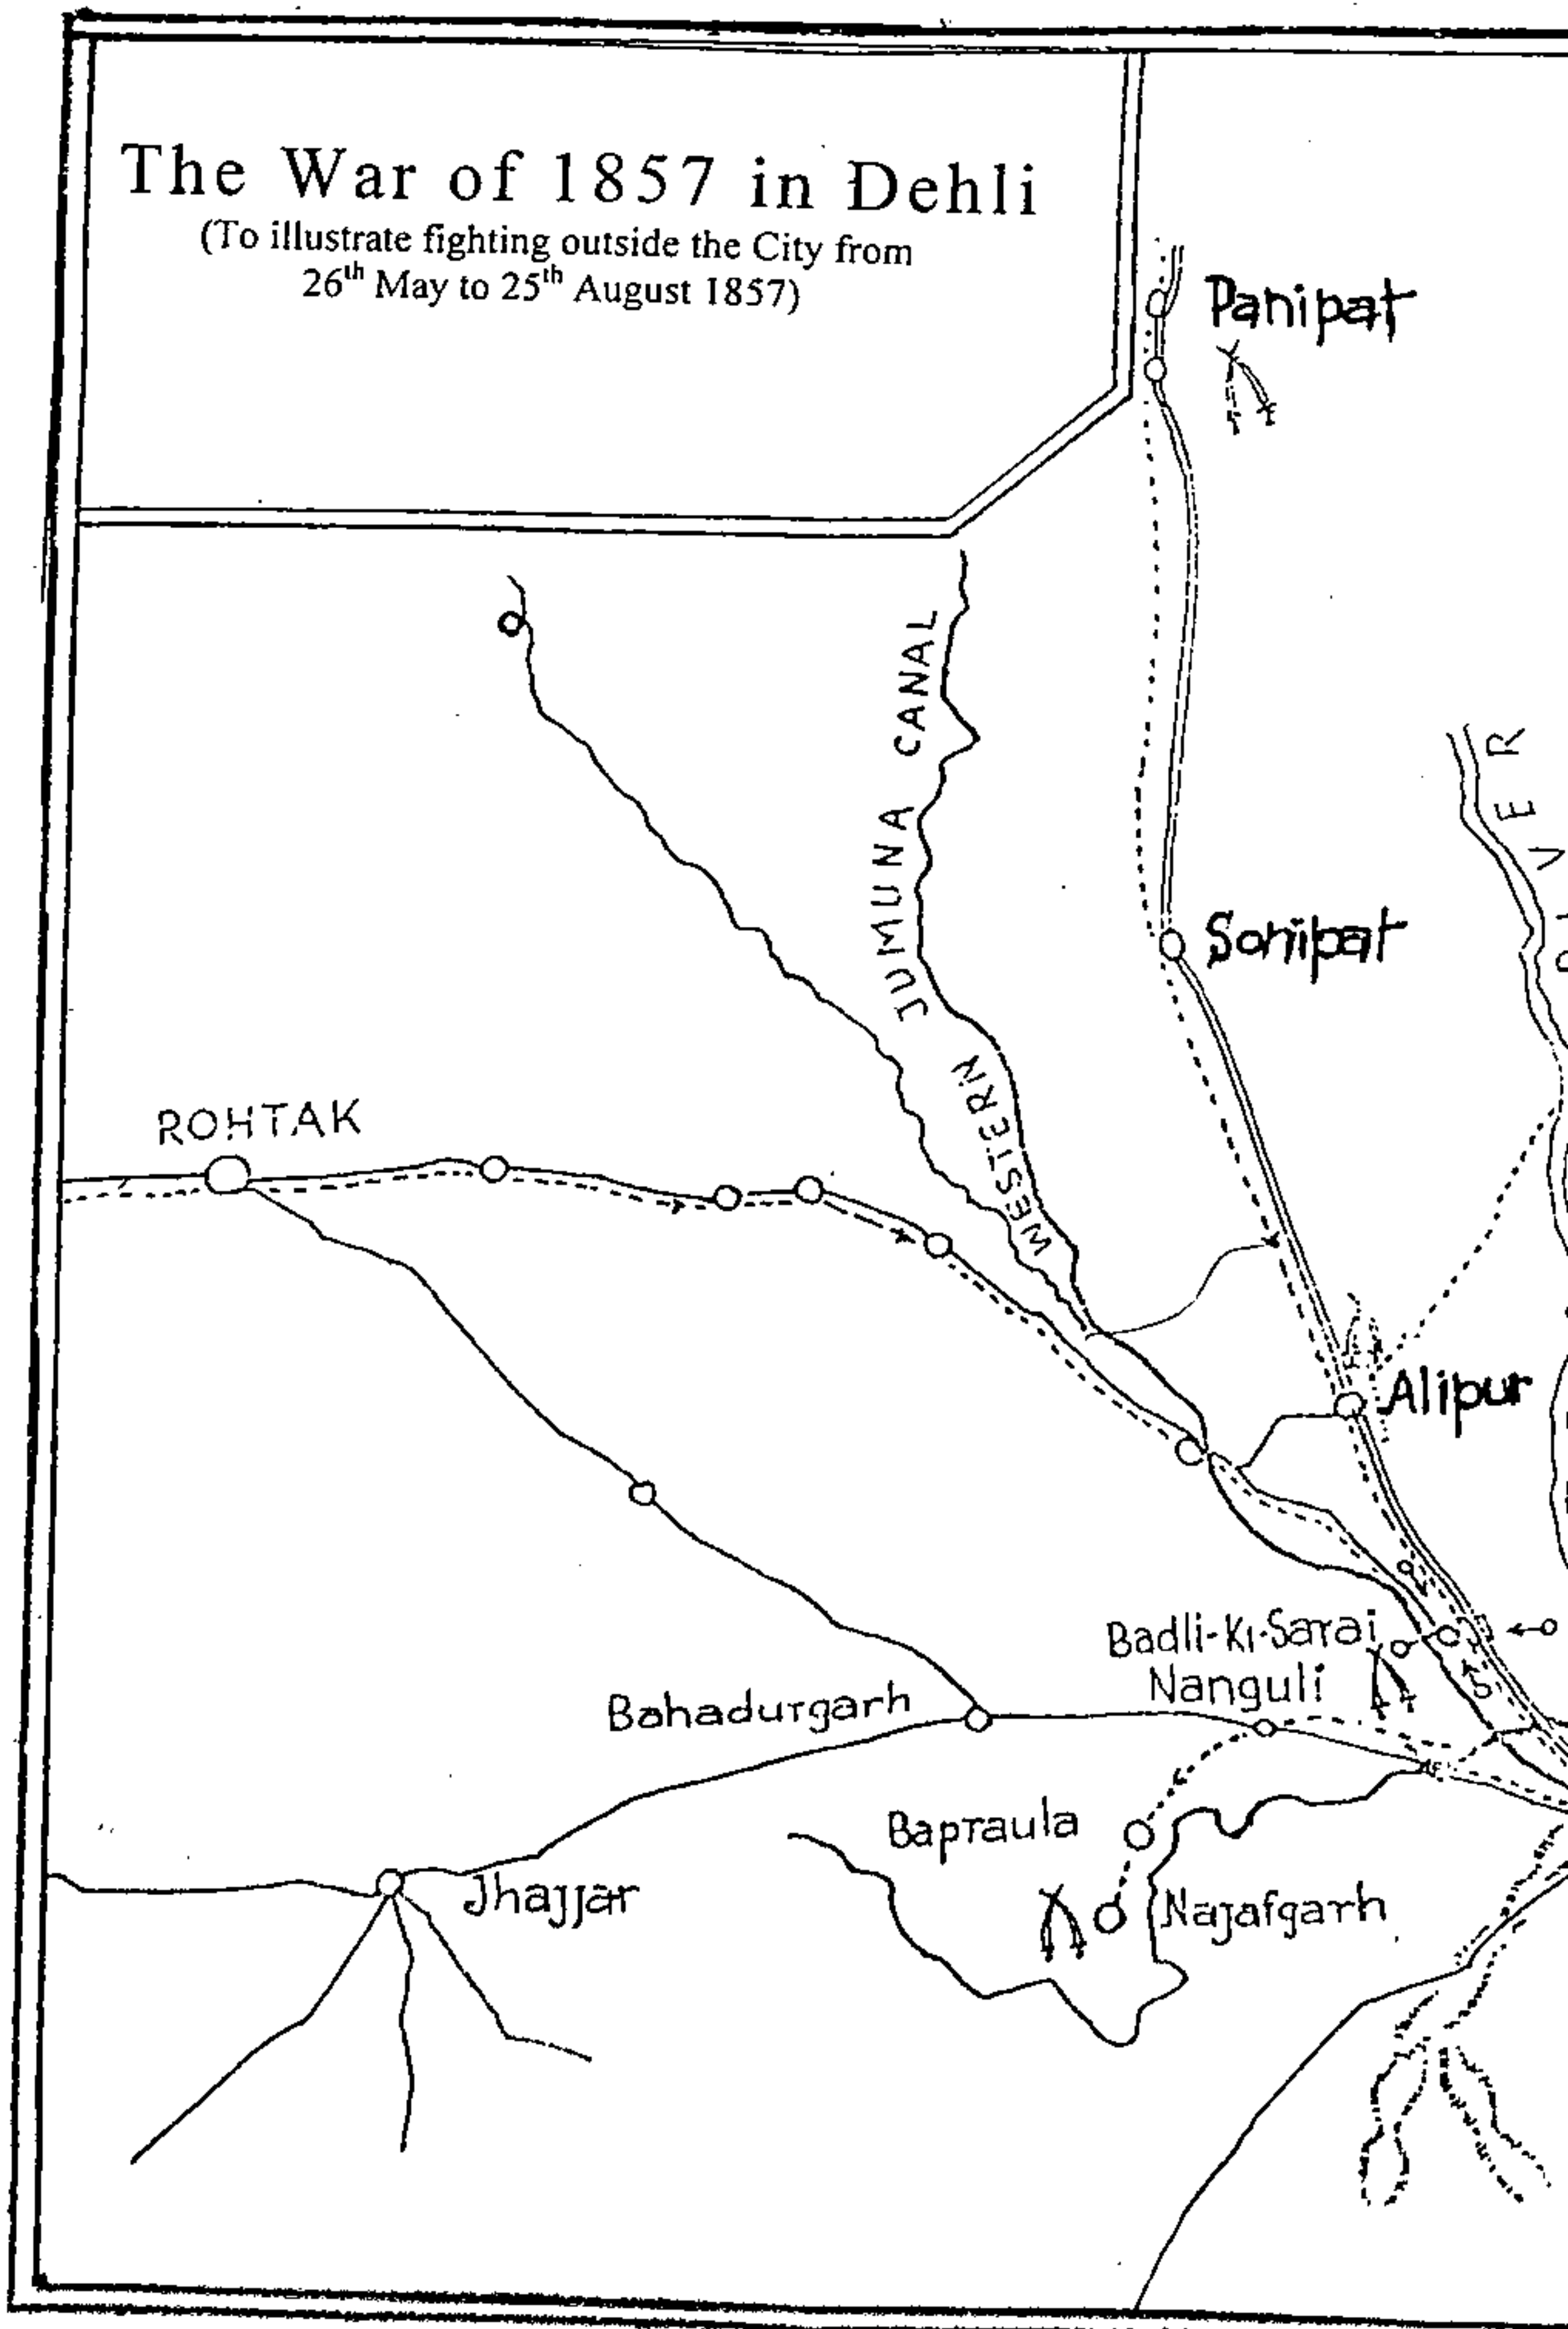 The War of 1857 in Dehli
(To illustrate fighting outside the City from
26th May to 25th August 1857)
Panipat
WESTERN JUMUNA CANAL
VER
Sonipat
ROHTAK
Alipur
Badli-Ki-Sarai
Nanguli
Bahadurgarh
Bapraula
Jhajjar
Najafgarh